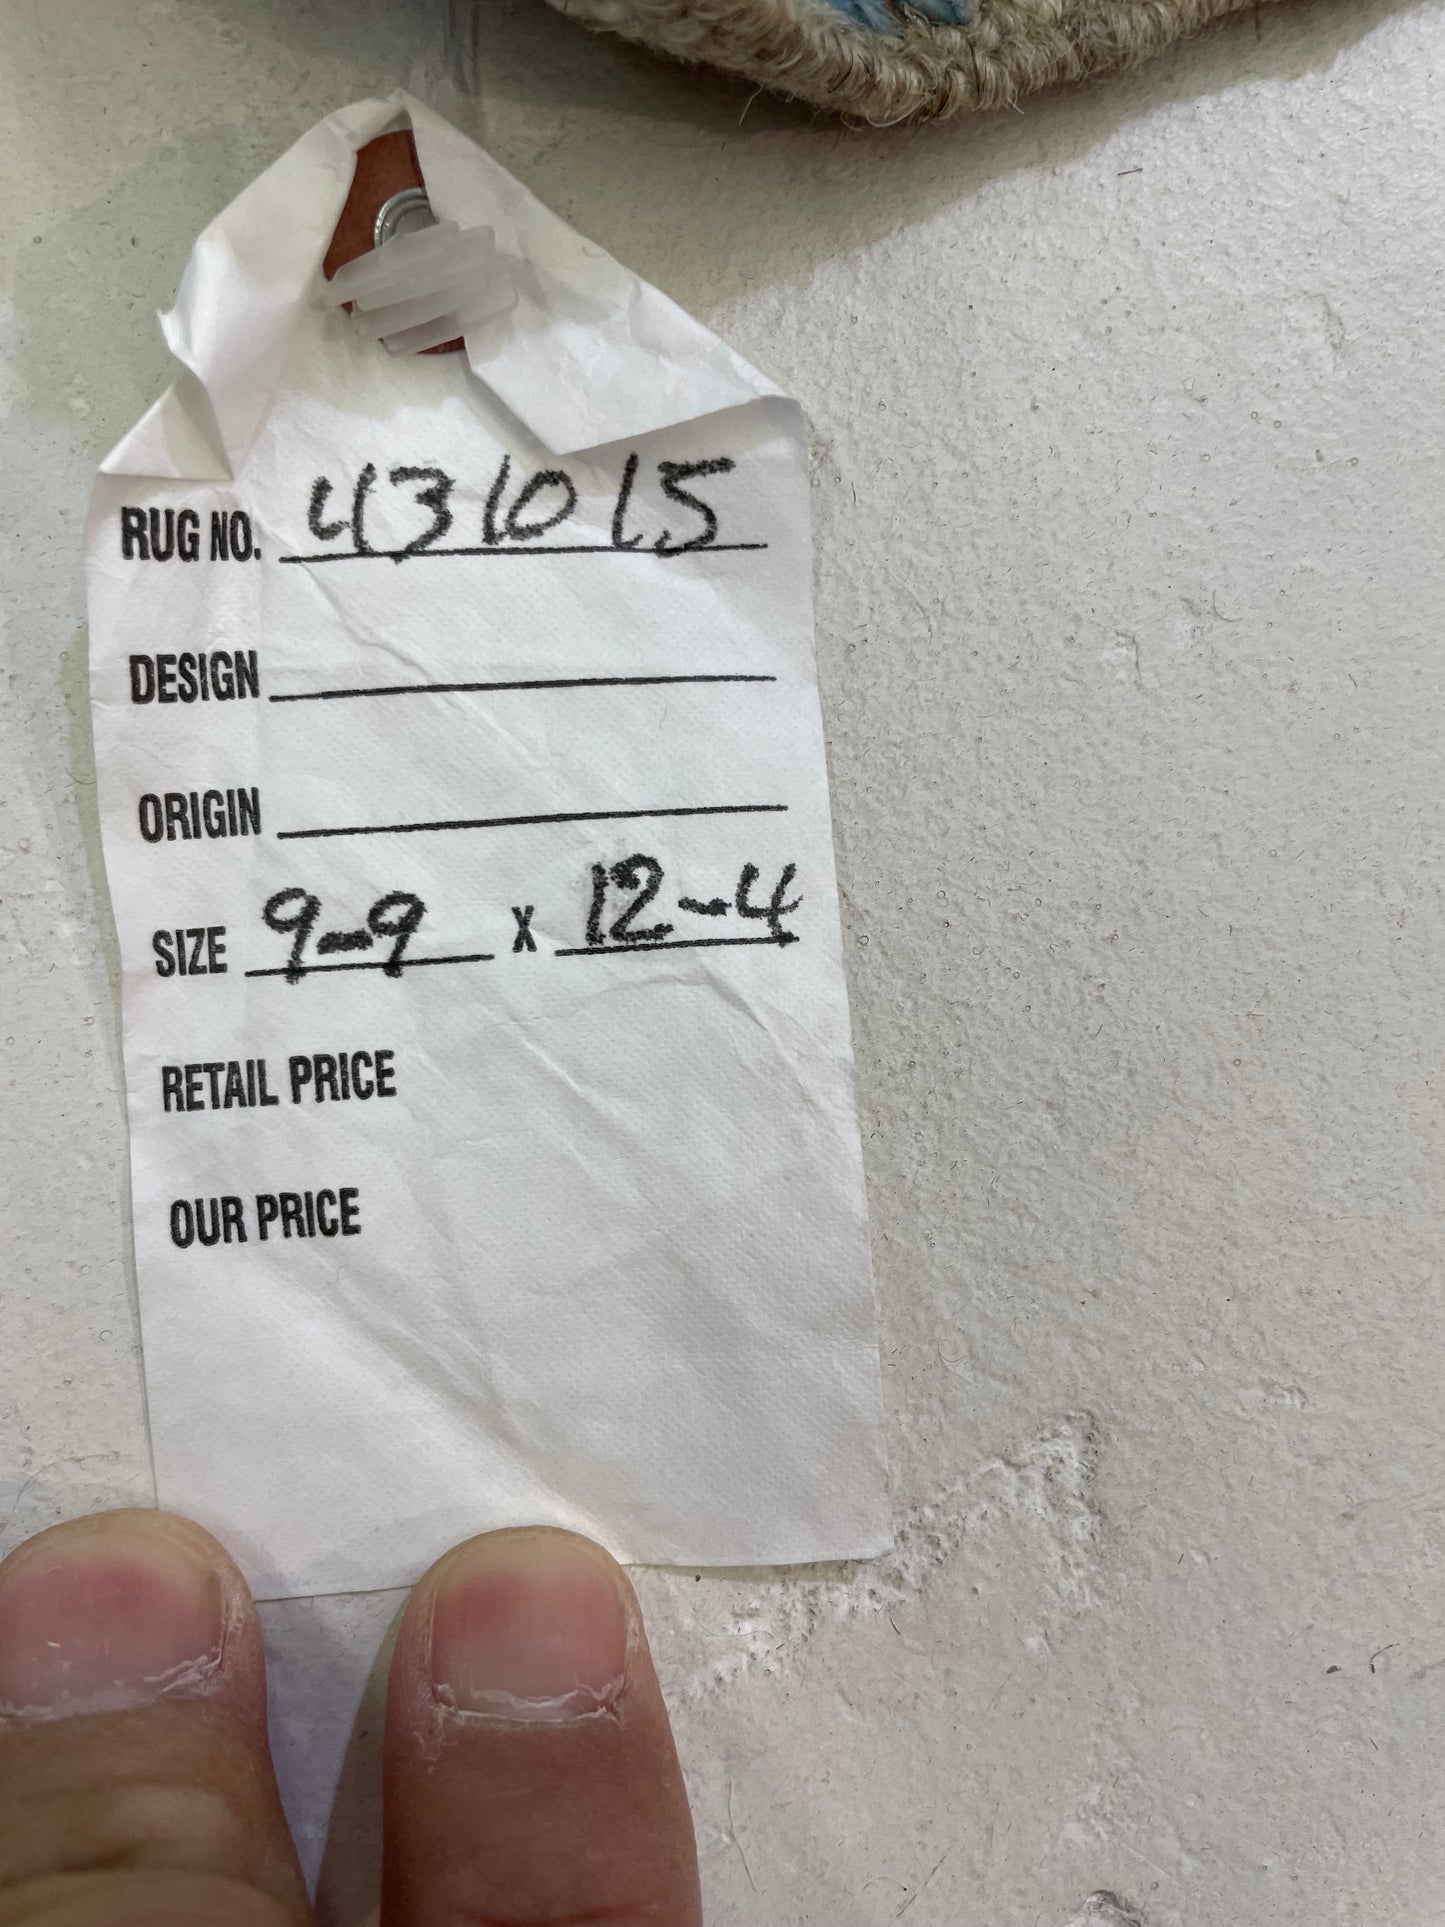 RUG NO. 431015
DESIGN
ORIGIN
SIZE 9-9 X 12-4
RETAIL PRICE
OUR PRICE